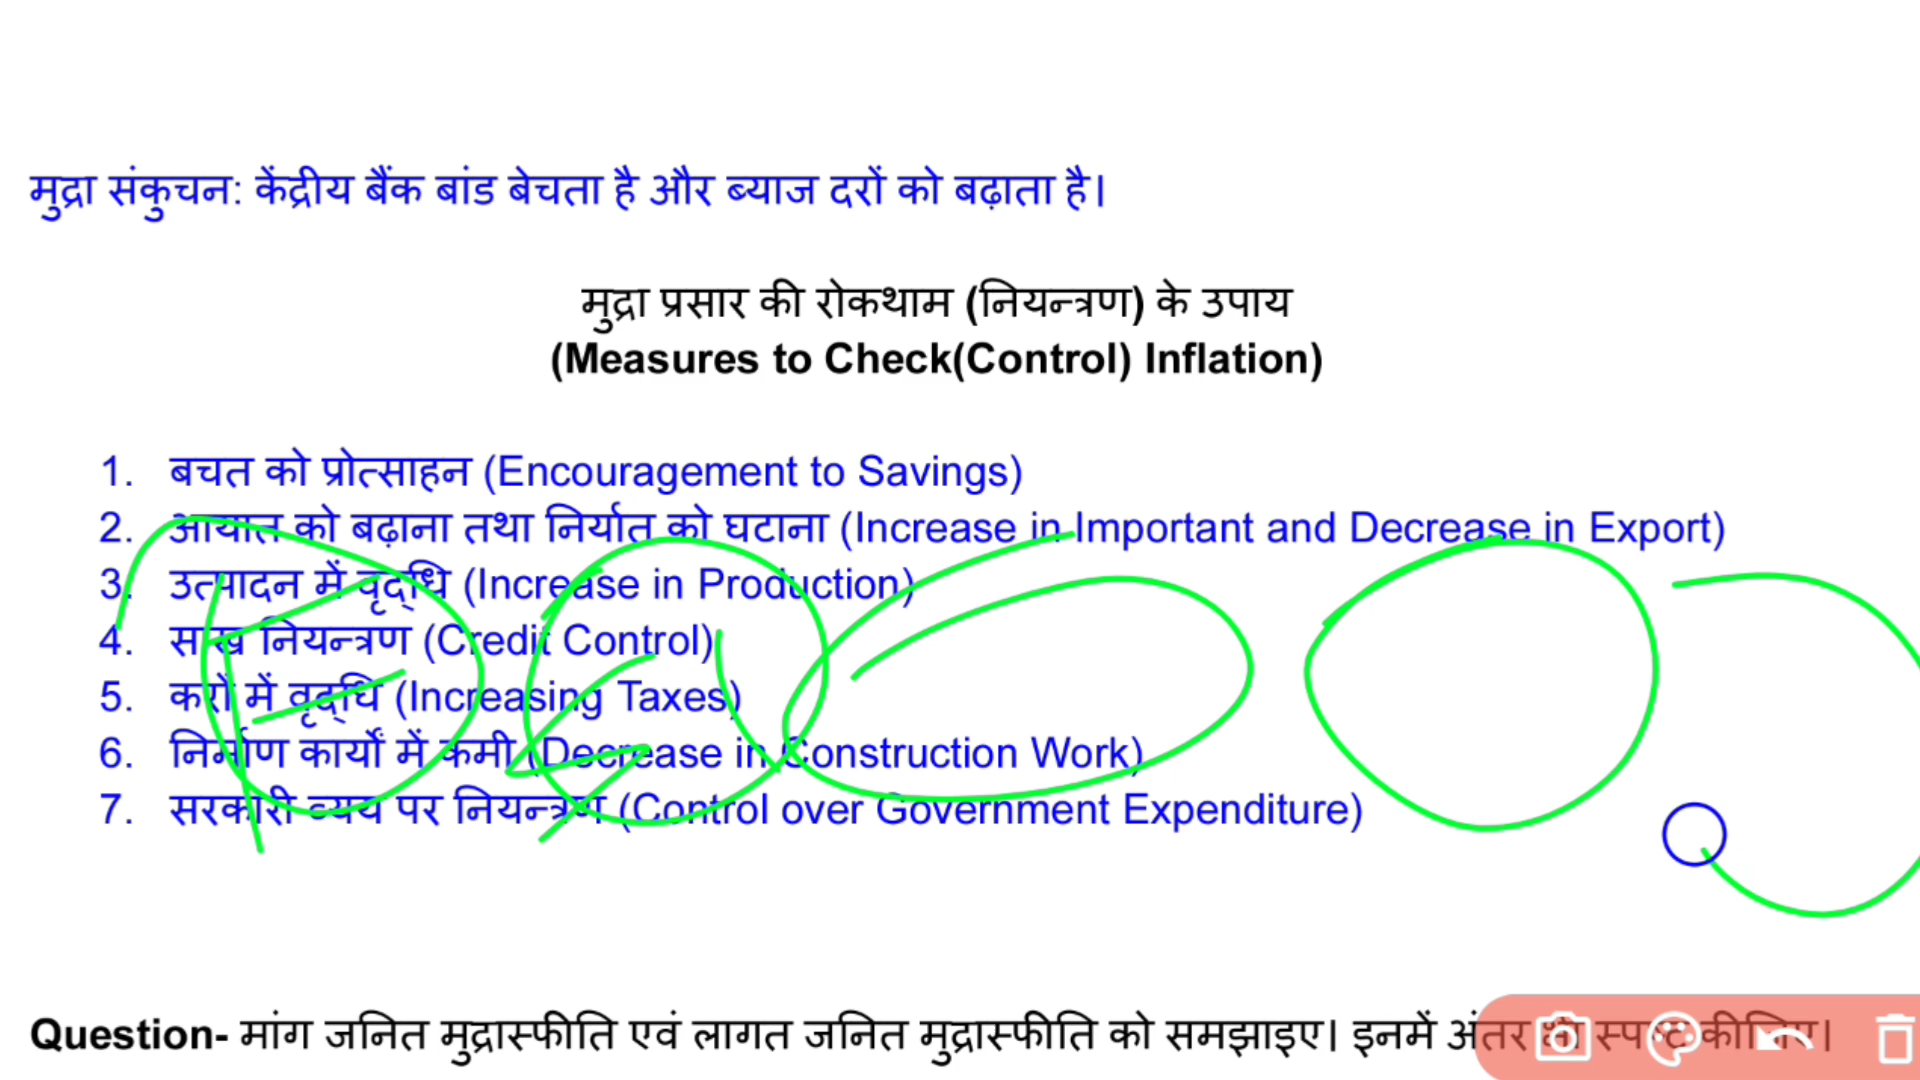 मुद्रा संकुचन: केंद्रीय बैंक बांड बेचता है और ब्याज दरों को बढ़ाता है।
मुद्रा प्रसार की रोकथाम (नियन्त्रण) के उपाय
(Measures to Check(Control) Inflation)
1. बचत को प्रोत्साहन (Encouragement to Savings)
2. आयात को बढ़ाना तथा निर्यात को घटाना (Increase in Important and Decrease in Export)
3. उत्पादन में वृद्धि (Increase in Production)
4. साख नियन्त्रण (Credit Control)
5. करों में वृद्धि (Increasing Taxes)
6. निर्माण कार्यों में कमी (Decrease in Construction Work)
7. सरकारी व्यय पर नियन्त्रण (Control over Government Expenditure)
Question- मांग जनित मुद्रास्फीति एवं लागत जनित मुद्रास्फीति को समझाइए। इनमें अंतर भी स्पष्ट कीजिए।